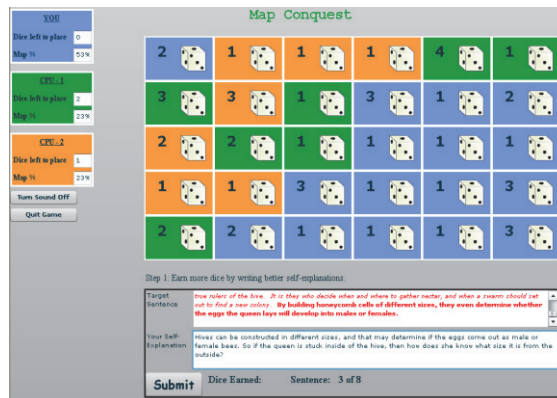 Map Conquest
YOU
Dice left to place 0
Map % 53%
CPU - 1
Dice left to place 2
Map % 23%
CPU - 2
Dice left to place 1
Map % 23%
Turn Sound Off
Quit Game
2 1 1 1 4 1
3 3 1 3 1 2
2 2 1 1 1 1
1 1 3 1 1 3
2 2 1 1 1 3
Step 1: Earn more dice by writing better self-explanations.
Target Sentence
true rulers of the hive. It is they who decide when and where to gather nectar, and when a swarm should set
out to find a new colony. By building honeycomb cells of different sizes, they even determine whether
the eggs the queen lays will develop into males or females.
Your Self-Explanation
Hives can be constructed in different sizes, and that may determine if the eggs come out as male or
female bees. So if the queen is stuck inside of the hive, then how does she know what size it is from the
outside?
Submit Dice Earned: Sentence: 3 of 8